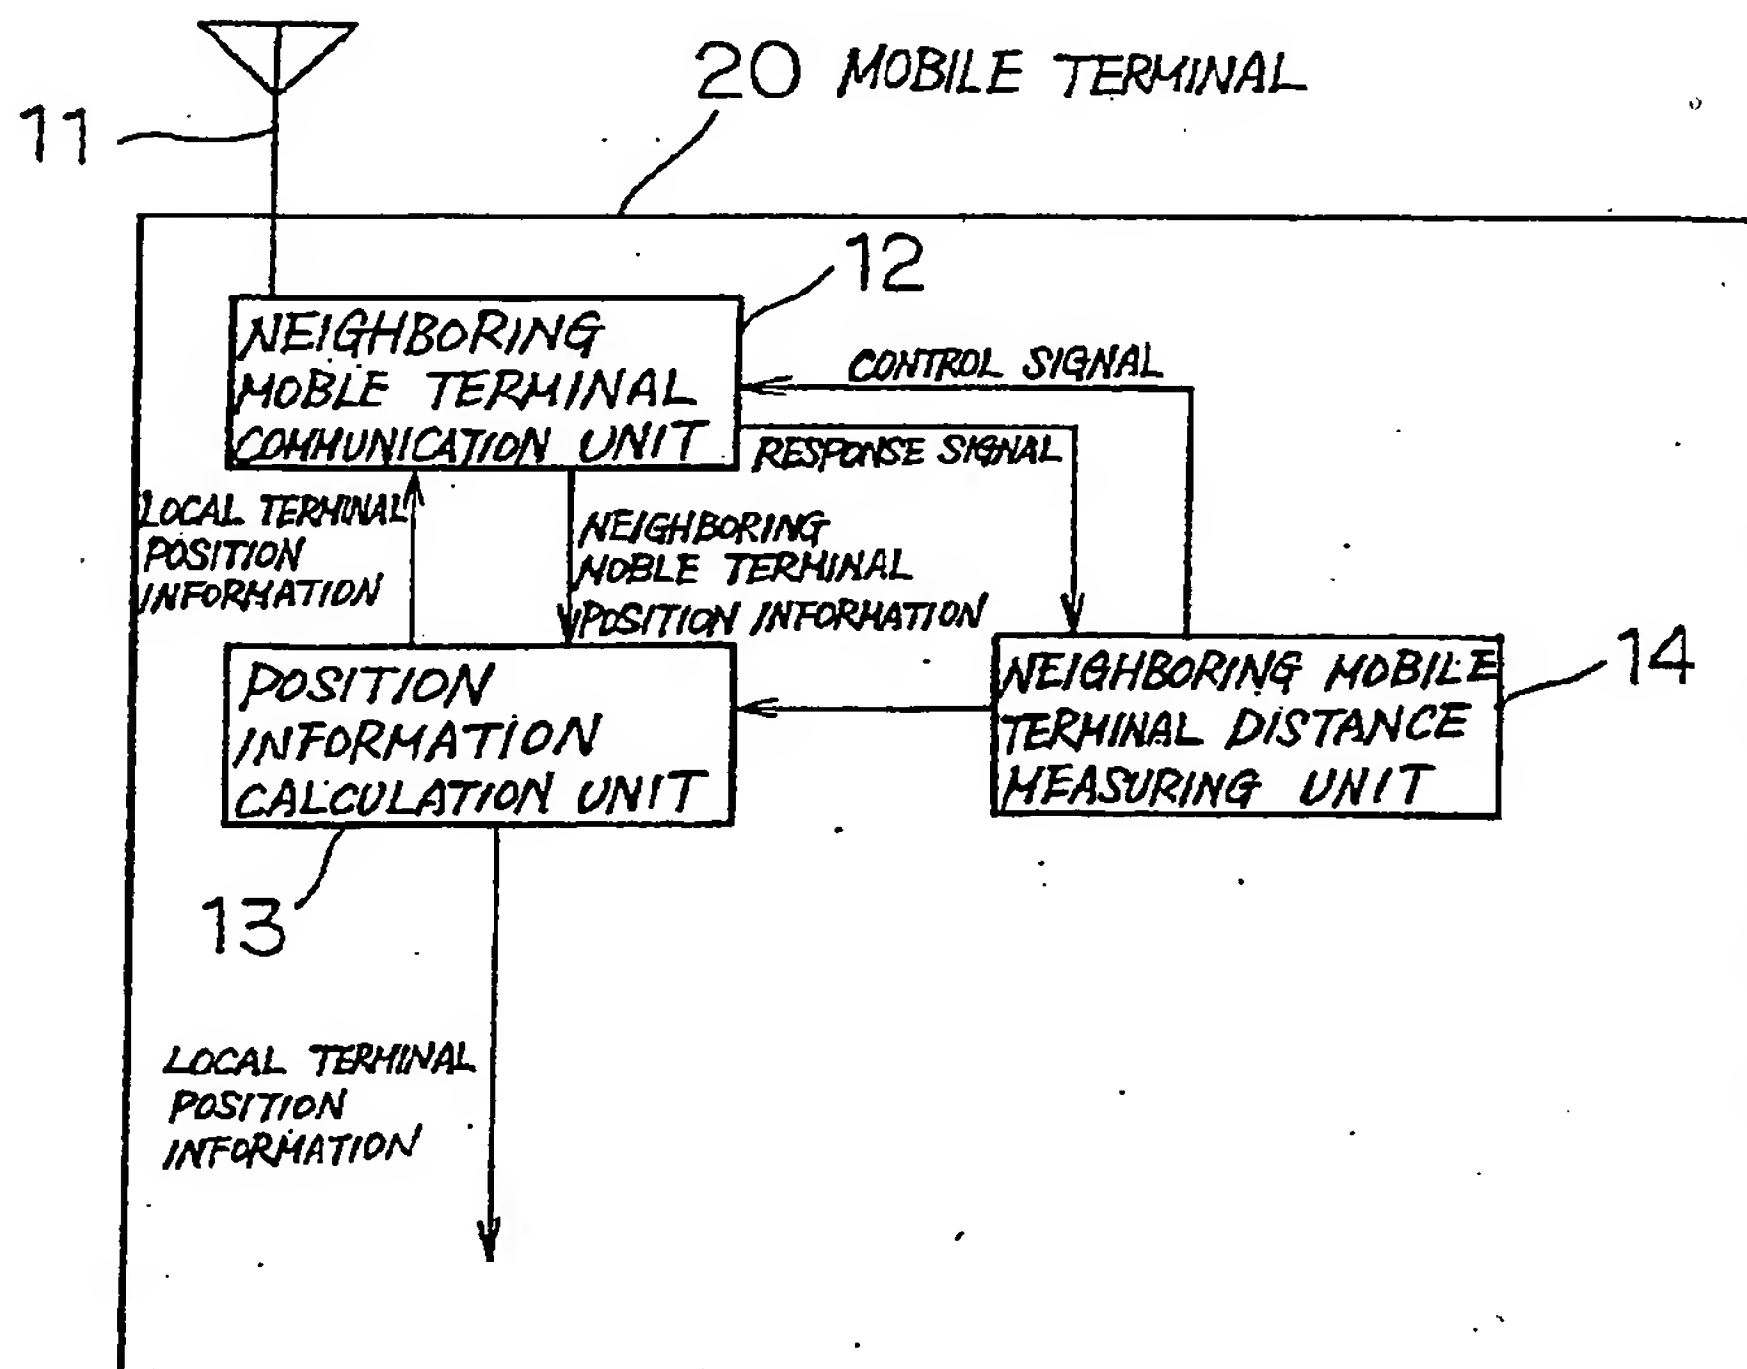 20 MOBILE TERMINAL
11
12
NEIGHBORING
MOBLE TERMINAL
COMMUNICATION UNIT
CONTROL SIGNAL
RESPONSE SIGNAL
LOCAL TERMINAL
POSITION
INFORMATION
NEIGHBORING
MOBLE TERMINAL
POSITION INFORMATION
POSITION
INFORMATION
CALCULATION UNIT
NEIGHBORING MOBILE
TERMINAL DISTANCE
MEASURING UNIT
14
13
LOCAL TERMINAL
POSITION
INFORMATION